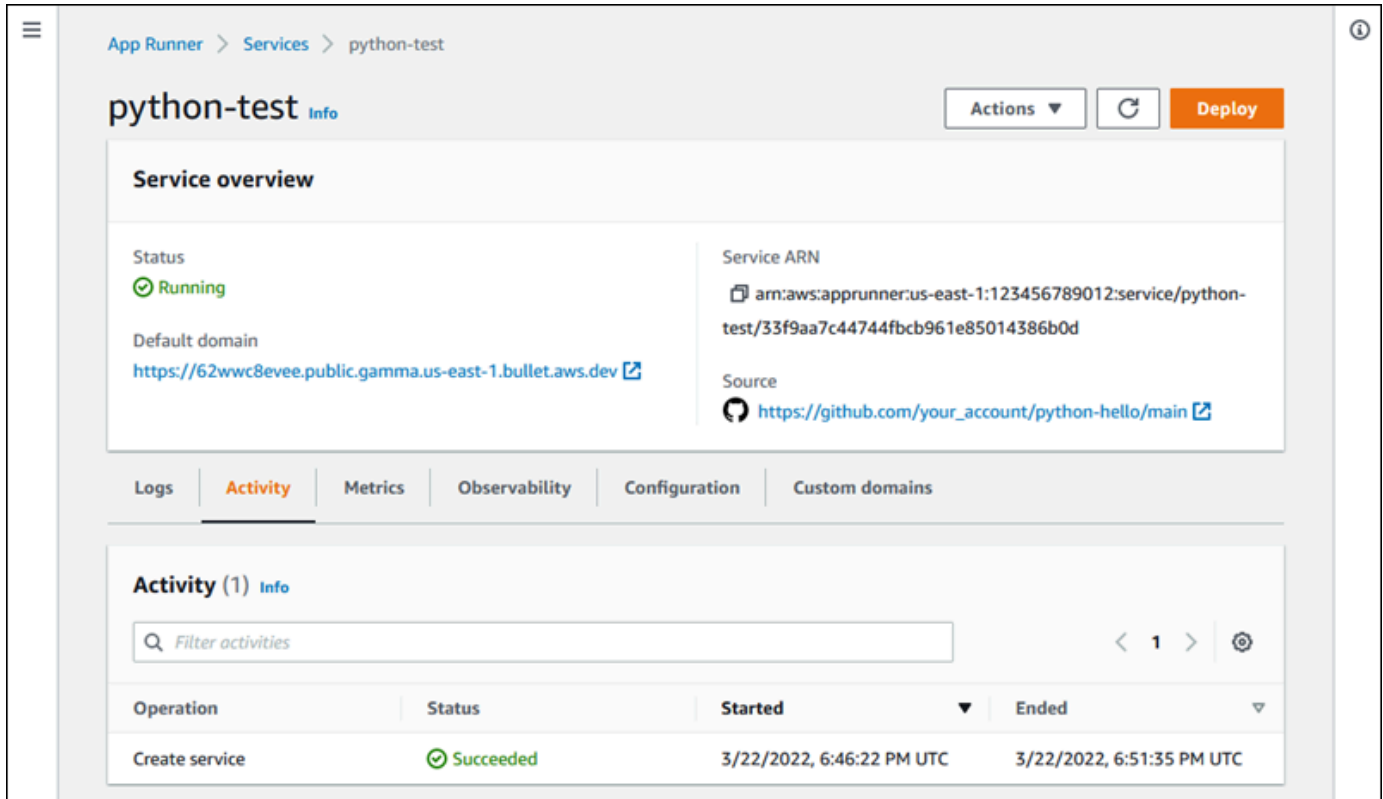 App Runner > Services > python-test
python-test Info
Actions ▼ Deploy
Service overview
Status
Running
Default domain
https://62wwc8evee.public.gamma.us-east-1.bullet.aws.dev
Service ARN
arn:aws:apprunner:us-east-1:123456789012:service/python-
test/33f9aa7c44744fbcb961e85014386b0d
Source
https://github.com/your_account/python-hello/main
Logs Activity Metrics Observability Configuration Custom domains
Activity (1) Info
Filter activities < 1 >
Operation Status Started ▼ Ended ▽
Create service Succeeded 3/22/2022, 6:46:22 PM UTC 3/22/2022, 6:51:35 PM UTC